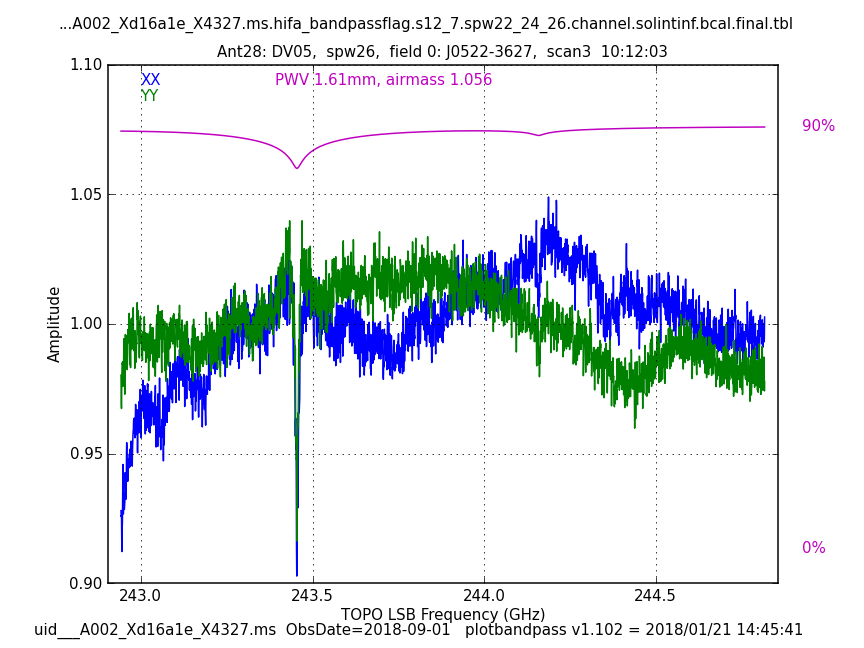 ...A002_Xd16a1e_X4327.ms.hifa_bandpassflag.s12_7.spw22_24_26.channel.solintinf.bcal.final.tbl
Ant28: DV05, spw26, field 0: J0522-3627, scan3 10:12:03
XX
YY
PWV 1.61mm, airmass 1.056
1.10
1.05
1.00
0.95
0.90
Amplitude
90%
0%
243.0 243.5 244.0 244.5
TOPO LSB Frequency (GHz)
uid___A002_Xd16a1e_X4327.ms ObsDate=2018-09-01 plotbandpass v1.102 = 2018/01/21 14:45:41